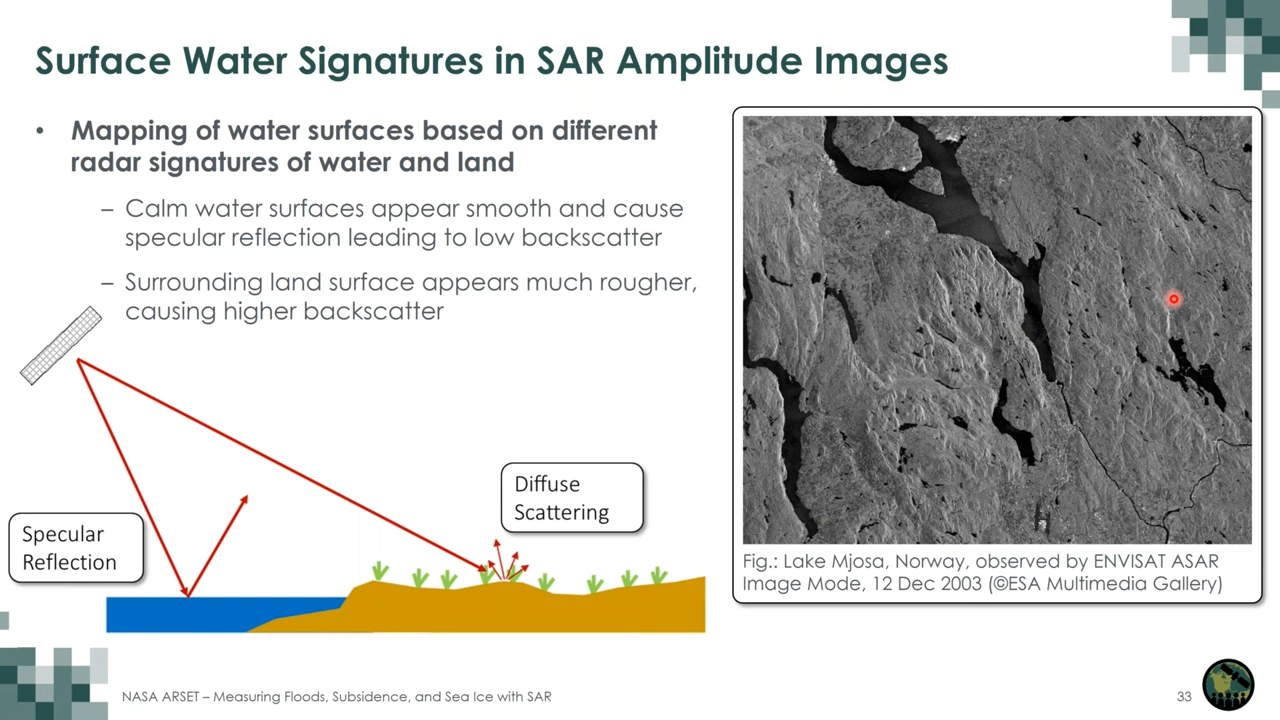 Surface Water Signatures in SAR Amplitude Images
• Mapping of water surfaces based on different
radar signatures of water and land
– Calm water surfaces appear smooth and cause
specular reflection leading to low backscatter
– Surrounding land surface appears much rougher,
causing higher backscatter
Diffuse
Scattering
Specular
Reflection
Fig.: Lake Mjosa, Norway, observed by ENVISAT ASAR
Image Mode, 12 Dec 2003 (©ESA Multimedia Gallery)
NASA ARSET – Measuring Floods, Subsidence, and Sea Ice with SAR
33